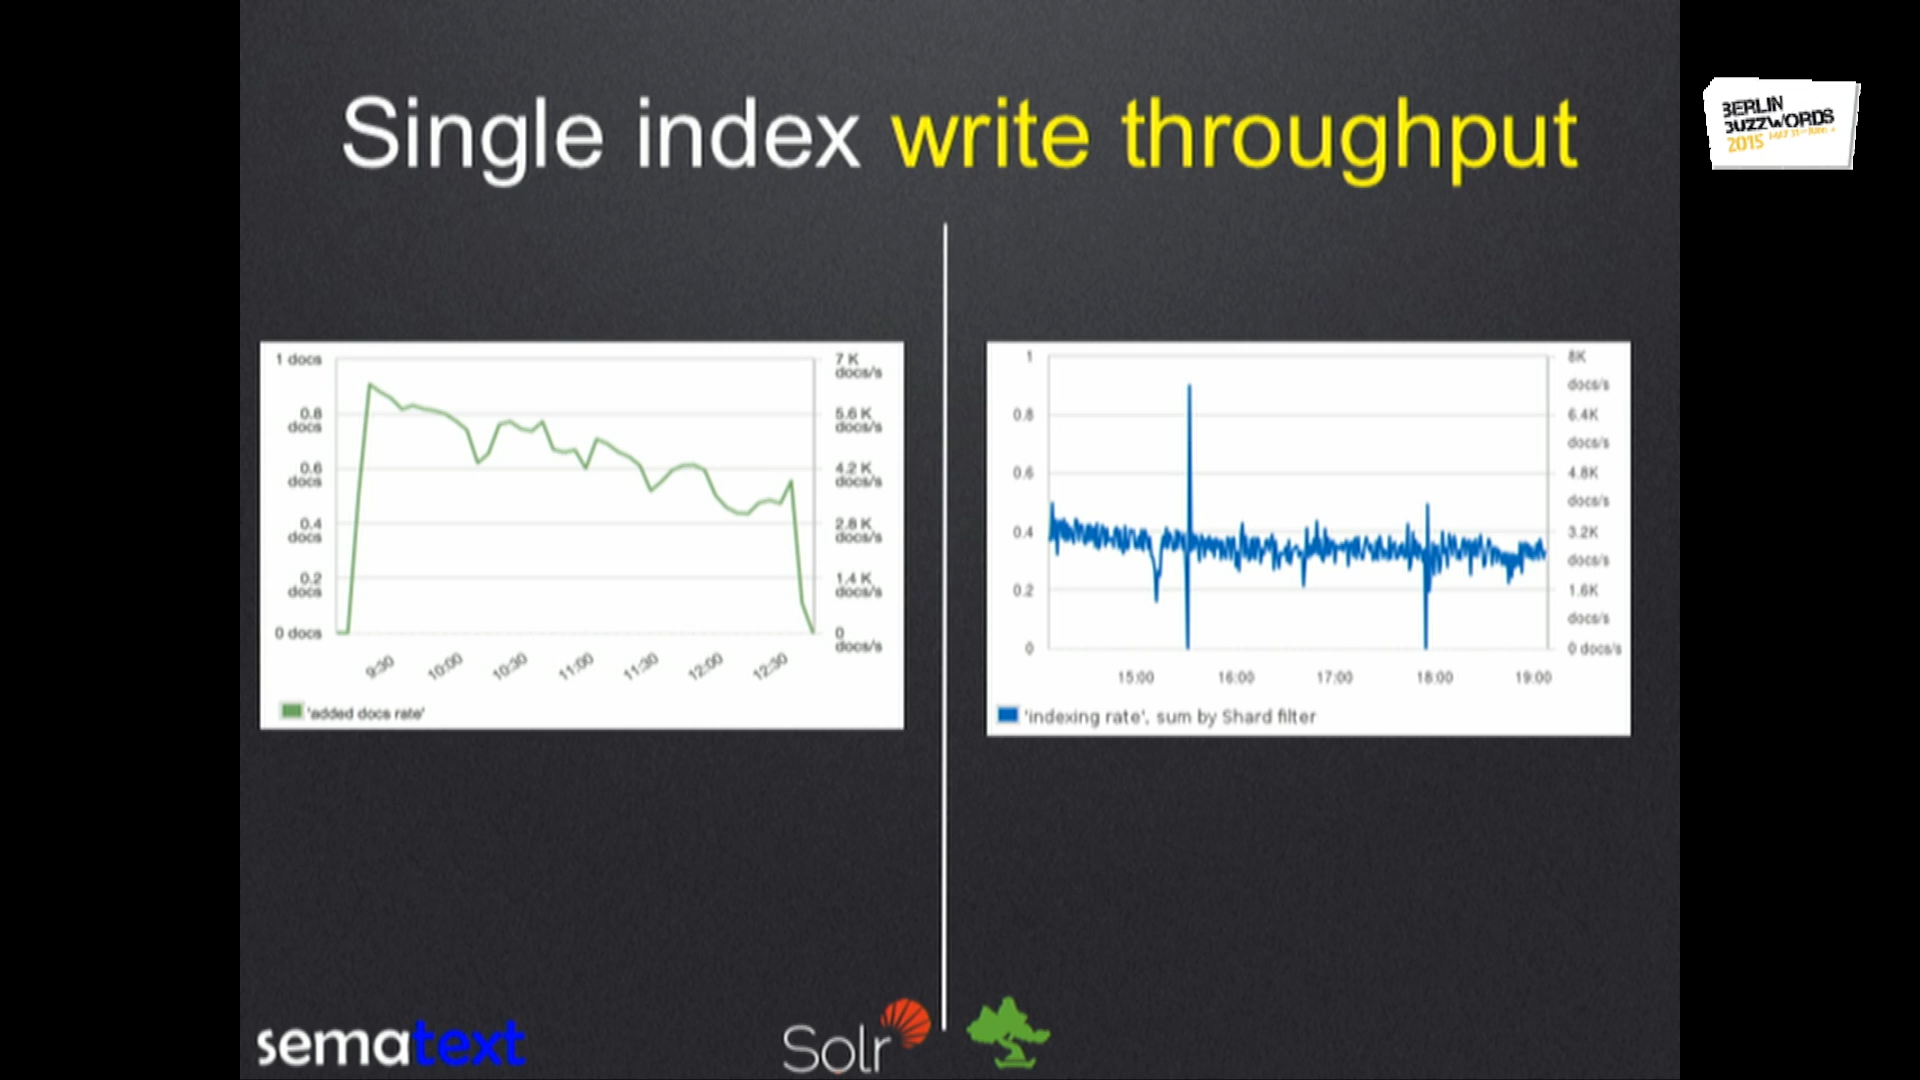 Single index write throughput
BERLIN
BUZZWORDS
2015 MAY 31-JUNE 3
1 docs
0.8
docs
0.6
docs
0.4
docs
0.2
docs
0 docs
7 K
docs/s
5.6 K
docs/s
4.2 K
docs/s
2.8 K
docs/s
1.4 K
docs/s
0
docs/s
9:30
10:00
10:30
11:00
11:30
12:00
12:30
'added docs rate'
1
0.8
0.6
0.4
0.2
0
8K
docs/s
6.4K
docs/s
4.8K
docs/s
3.2K
docs/s
1.6K
docs/s
0 docs/s
15:00
16:00
17:00
18:00
19:00
'indexing rate', sum by Shard filter
sematext
Solr